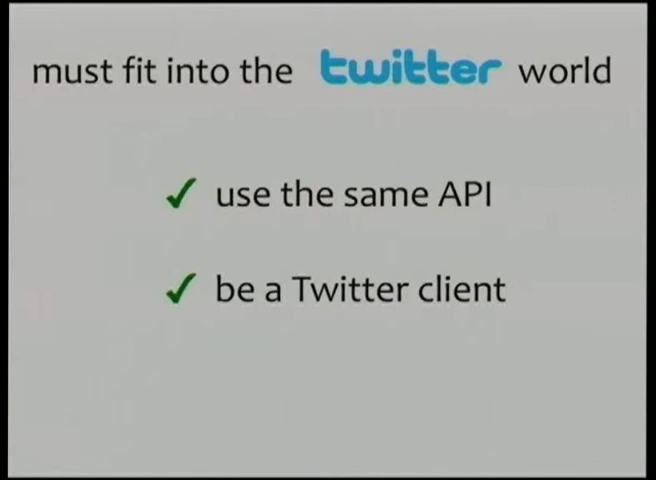 must fit into the twitter world
use the same API
be a Twitter client